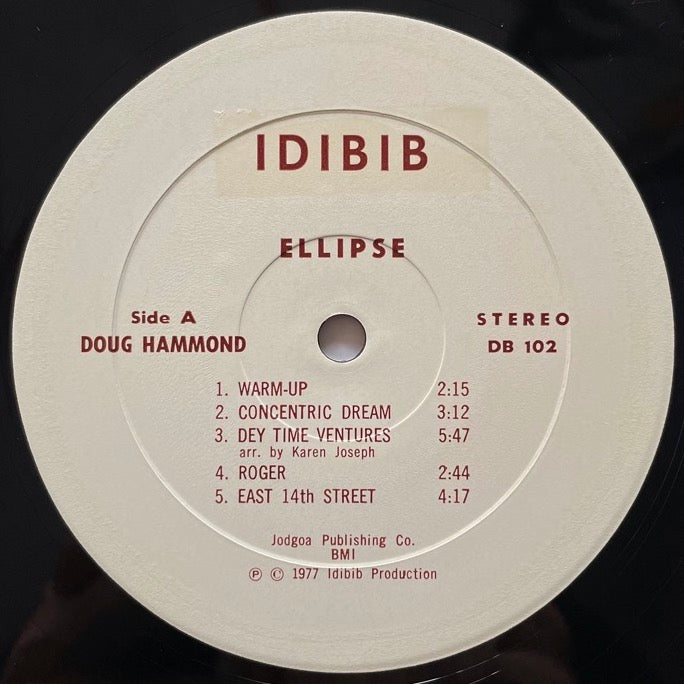 IDIBIB
ELLIPSE
Side A
DOUG HAMMOND
STEREO
DB 102
1. WARM-UP 2:15
2. CONCENTRIC DREAM 3:12
3. DEY TIME VENTURES 5:47
arr. by Karen Joseph
4. ROGER 2:44
5. EAST 14th STREET 4:17
Jodgoa Publishing Co.
BMI
Ⓟ © 1977 Idibib Production